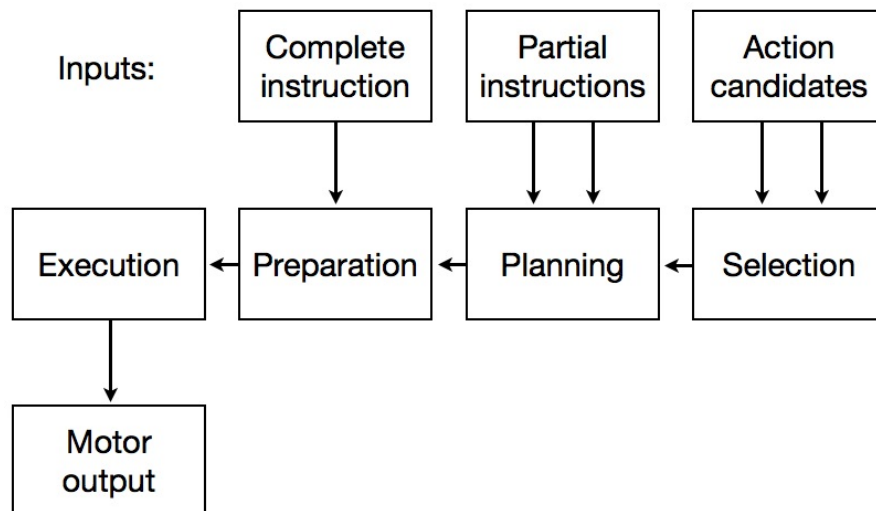 Inputs:
Complete
instruction
Partial
instructions
Action
candidates
Execution
Preparation
Planning
Selection
Motor
output